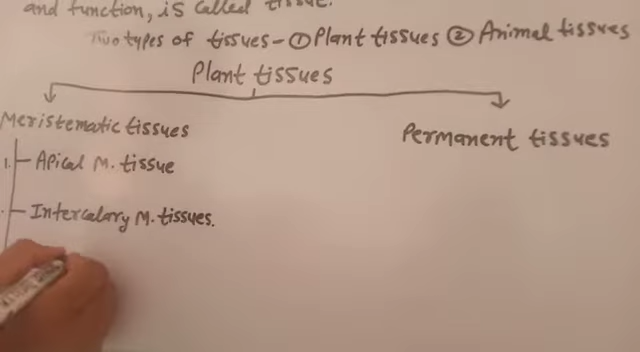 and function, is called tissue.
Two types of tissues- ① Plant tissues ② Animal tissues
Plant tissues
Meristematic tissues
Permanent tissues
1. Apical M. tissue
Intercalary M. tissues.